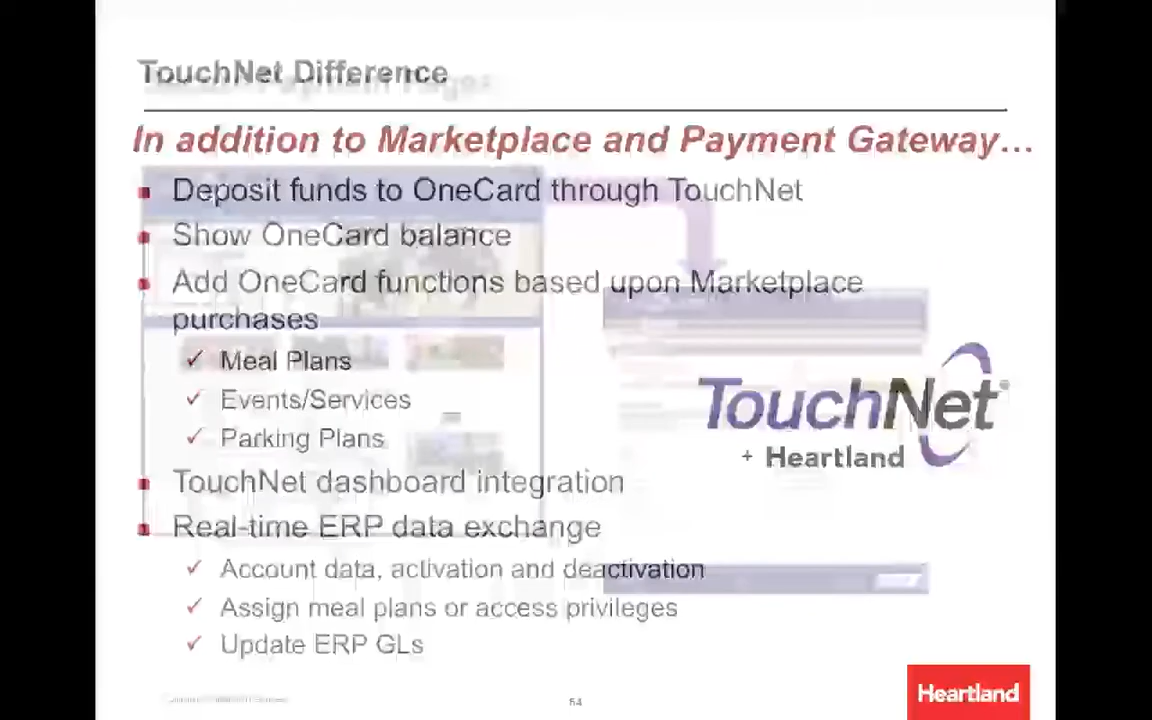 TouchNet Difference
In addition to Marketplace and Payment Gateway...
Deposit funds to OneCard through TouchNet
Show OneCard balance
Add OneCard functions based upon Marketplace
purchases
✓ Meal Plans
✓ Events/Services
✓ Parking Plans
TouchNet®
+ Heartland
TouchNet dashboard integration
Real-time ERP data exchange
✓ Account data, activation and deactivation
✓ Assign meal plans or access privileges
✓ Update ERP GLs
Heartland